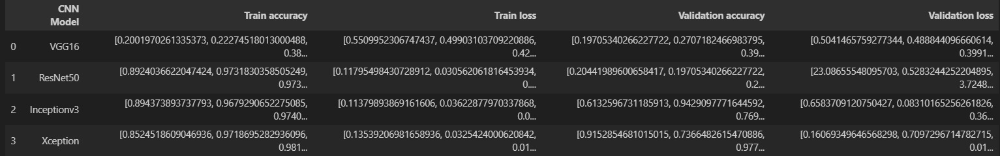 CNN Model Train accuracy Train loss Validation accuracy Validation loss
0 VGG16 [0.2001970261335373, 0.22274518013000488, 0.38... [0.5509952306747437, 0.49903103709220886, 0.42... [0.19705340266227722, 0.2707182466983795, 0.39... [0.5041465759277344, 0.488844096660614, 0.3991...
1 ResNet50 [0.8924036622047424, 0.9731830358505249, 0.973... [0.11795498430728912, 0.030562061816453934, 0.... [0.20441989600658417, 0.19705340266227722, 0.2... [23.08655548095703, 0.5283244252204895, 3.7248...
2 Inceptionv3 [0.894373893737793, 0.9679290652275085, 0.9740... [0.11379893869161606, 0.03622877970337868, 0.0... [0.6132596731185913, 0.9429097771644592, 0.769... [0.6583709120750427, 0.08310165256261826, 0.36...
3 Xception [0.8524518609046936, 0.9718695282936096, 0.981... [0.13539206981658936, 0.0325424000620842, 0.01... [0.9152854681015015, 0.7366482615470886, 0.977... [0.16069349646568298, 0.7097296714782715, 0.01...